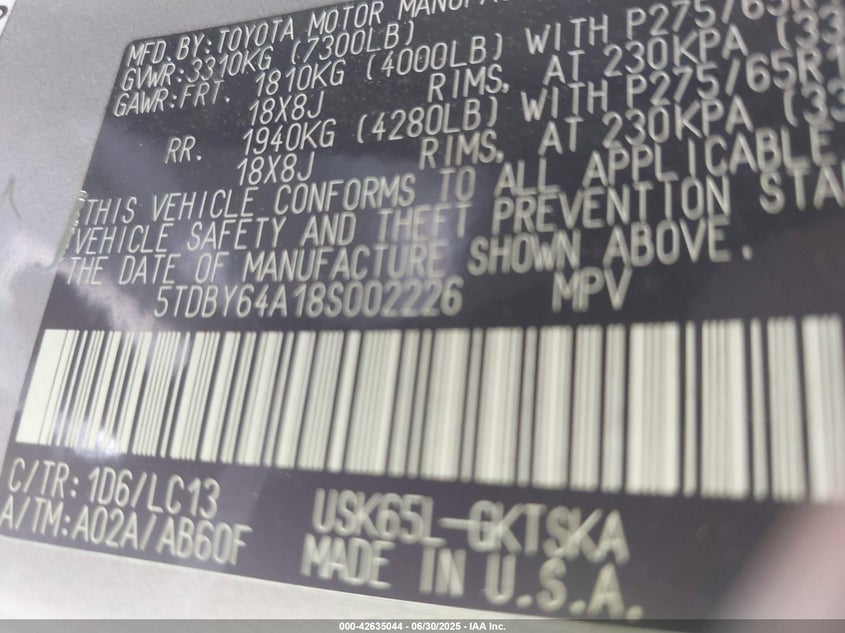 MFD. BY: TOYOTA MOTOR MANUFAC
GVWR: 3310KG (7300LB)
GAWR: FRT. 1810KG (4000LB) WITH P275/65R
18X8J RIMS, AT 230KPA (33
RR. 1940KG (4280LB) WITH P275/65R1
18X8J RIMS, AT 230KPA (33
THIS VEHICLE CONFORMS TO ALL APPLICABLE
VEHICLE SAFETY AND THEFT PREVENTION STA
THE DATE OF MANUFACTURE SHOWN ABOVE.
5TDBY64A18S002226 MPV
C/TR: 1D6/LC13 USK65L-GKTSKA
A/TM: A02A/AB60F MADE IN U.S.A.
000-42635044 - 06/30/2025 - IAA Inc.